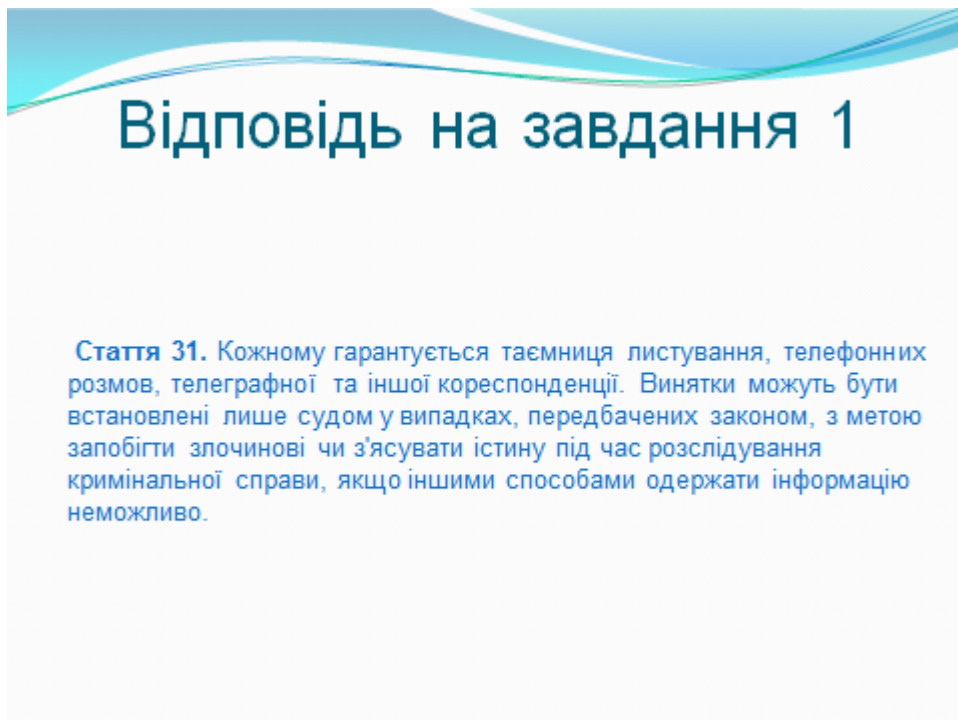 Відповідь на завдання 1
Стаття 31. Кожному гарантується таємниця листування, телефонних
розмов, телеграфної та іншої кореспонденції. Винятки можуть бути
встановлені лише судом у випадках, передбачених законом, з метою
запобігти злочинові чи з'ясувати істину під час розслідування
кримінальної справи, якщо іншими способами одержати інформацію
неможливо.